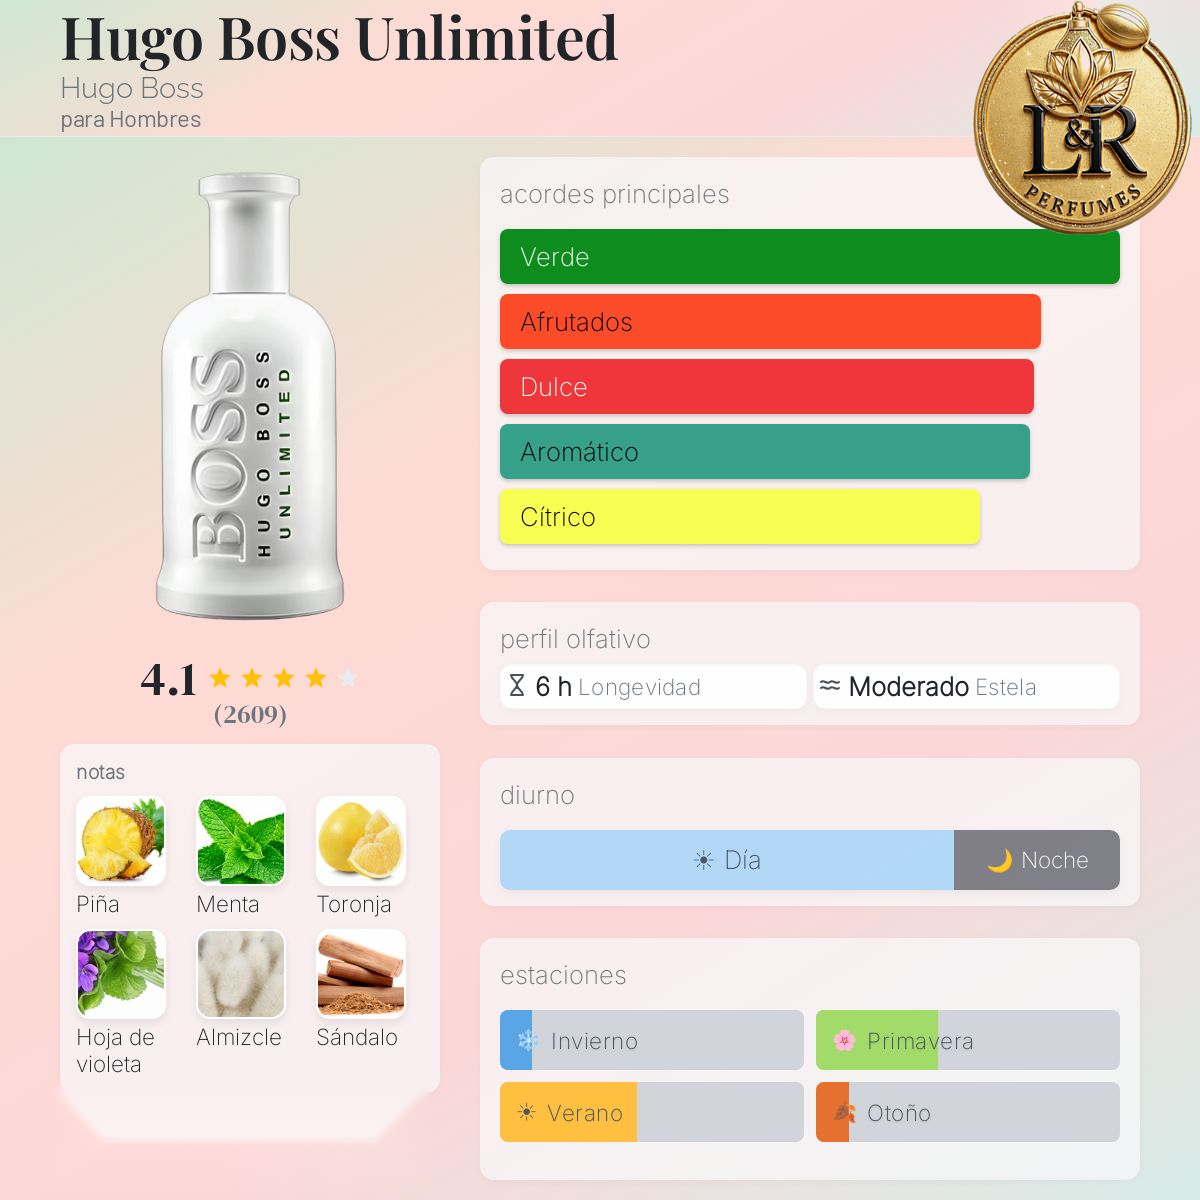 Hugo Boss Unlimited
Hugo Boss
para Hombres
L&R
PERFUMES
BOSS
HUGO BOSS
UNLIMITED
4.1
(2609)
notas
Piña
Menta
Toronja
Hoja de
violeta
Almizcle
Sándalo
acordes principales
Verde
Afrutados
Dulce
Aromático
Cítrico
perfil olfativo
6 h Longevidad
Moderado Estela
diurno
Día
Noche
estaciones
Invierno
Primavera
Verano
Otoño